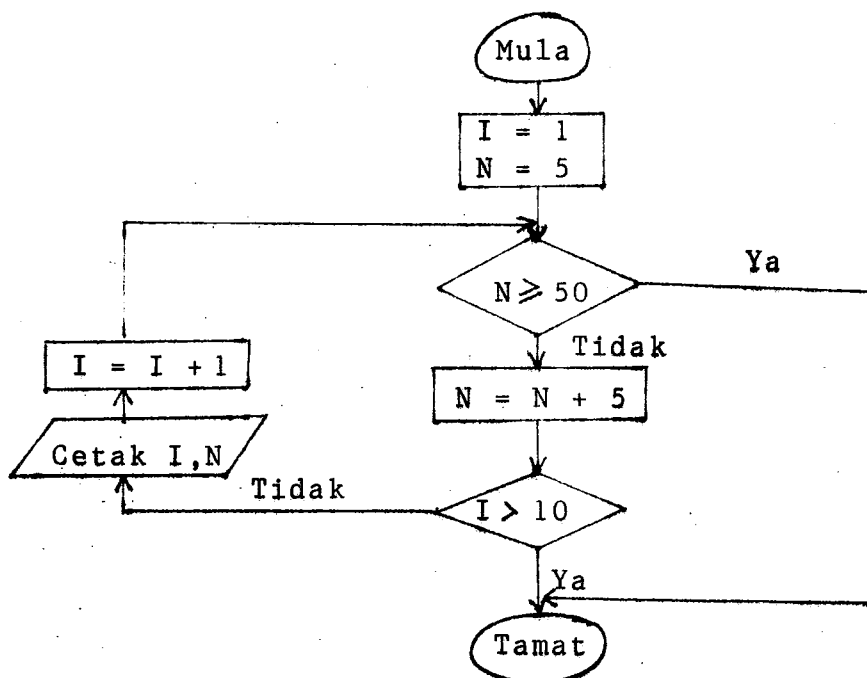 Mula
I = 1
N = 5
N ⩾ 50
Ya
Tidak
N = N + 5
I > 10
Tidak
Cetak I,N
I = I + 1
Ya
Tamat